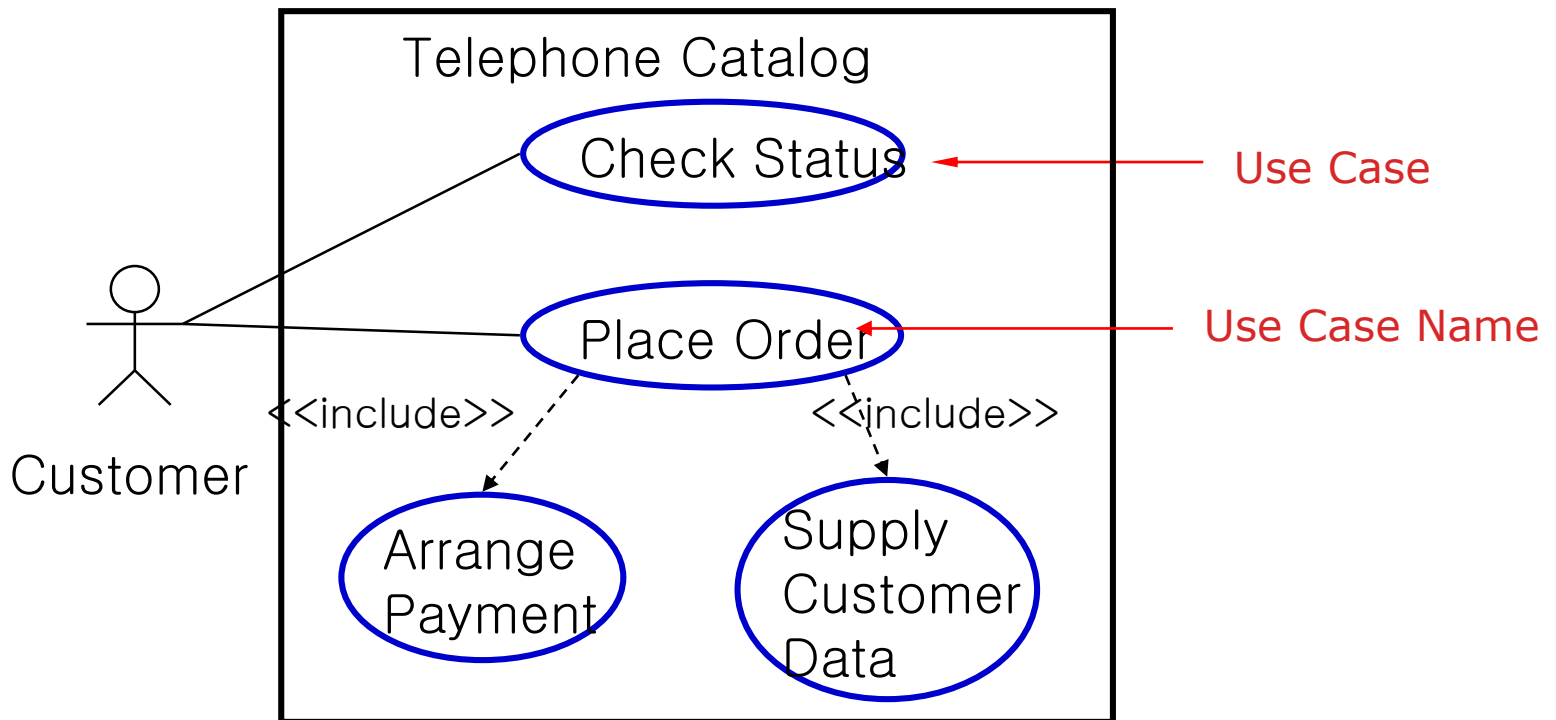 Telephone Catalog
Check Status
Use Case
Place Order
Use Case Name
<<include>>
<<include>>
Customer
Arrange
Payment
Supply
Customer
Data